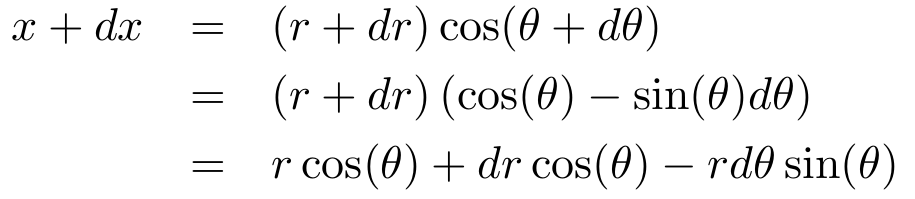 x + dx = (r + dr) cos(θ + dθ)
= (r + dr) (cos(θ) − sin(θ)dθ)
= r cos(θ) + dr cos(θ) − rdθ sin(θ)